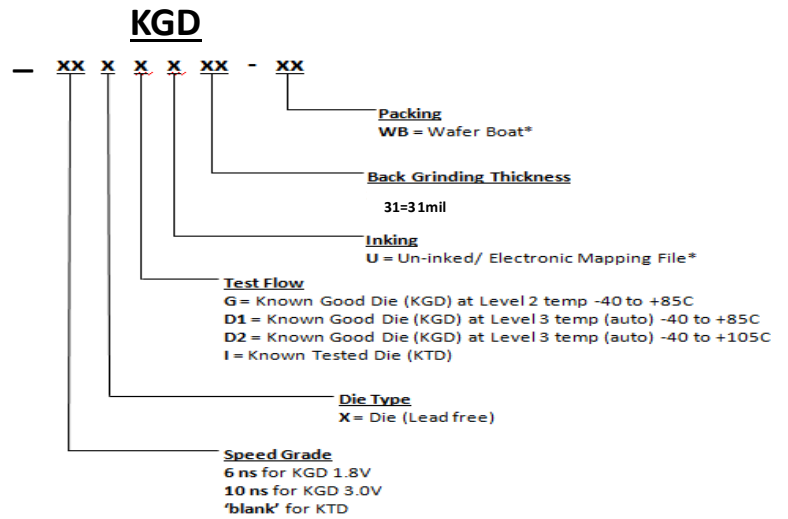 KGD
– xx x x x xx - xx
Packing
WB = Wafer Boat*
Back Grinding Thickness
31=31mil
Inking
U = Un-inked/ Electronic Mapping File*
Test Flow
G = Known Good Die (KGD) at Level 2 temp -40 to +85C
D1 = Known Good Die (KGD) at Level 3 temp (auto) -40 to +85C
D2 = Known Good Die (KGD) at Level 3 temp (auto) -40 to +105C
I = Known Tested Die (KTD)
Die Type
X = Die (Lead free)
Speed Grade
6 ns for KGD 1.8V
10 ns for KGD 3.0V
‘blank’ for KTD